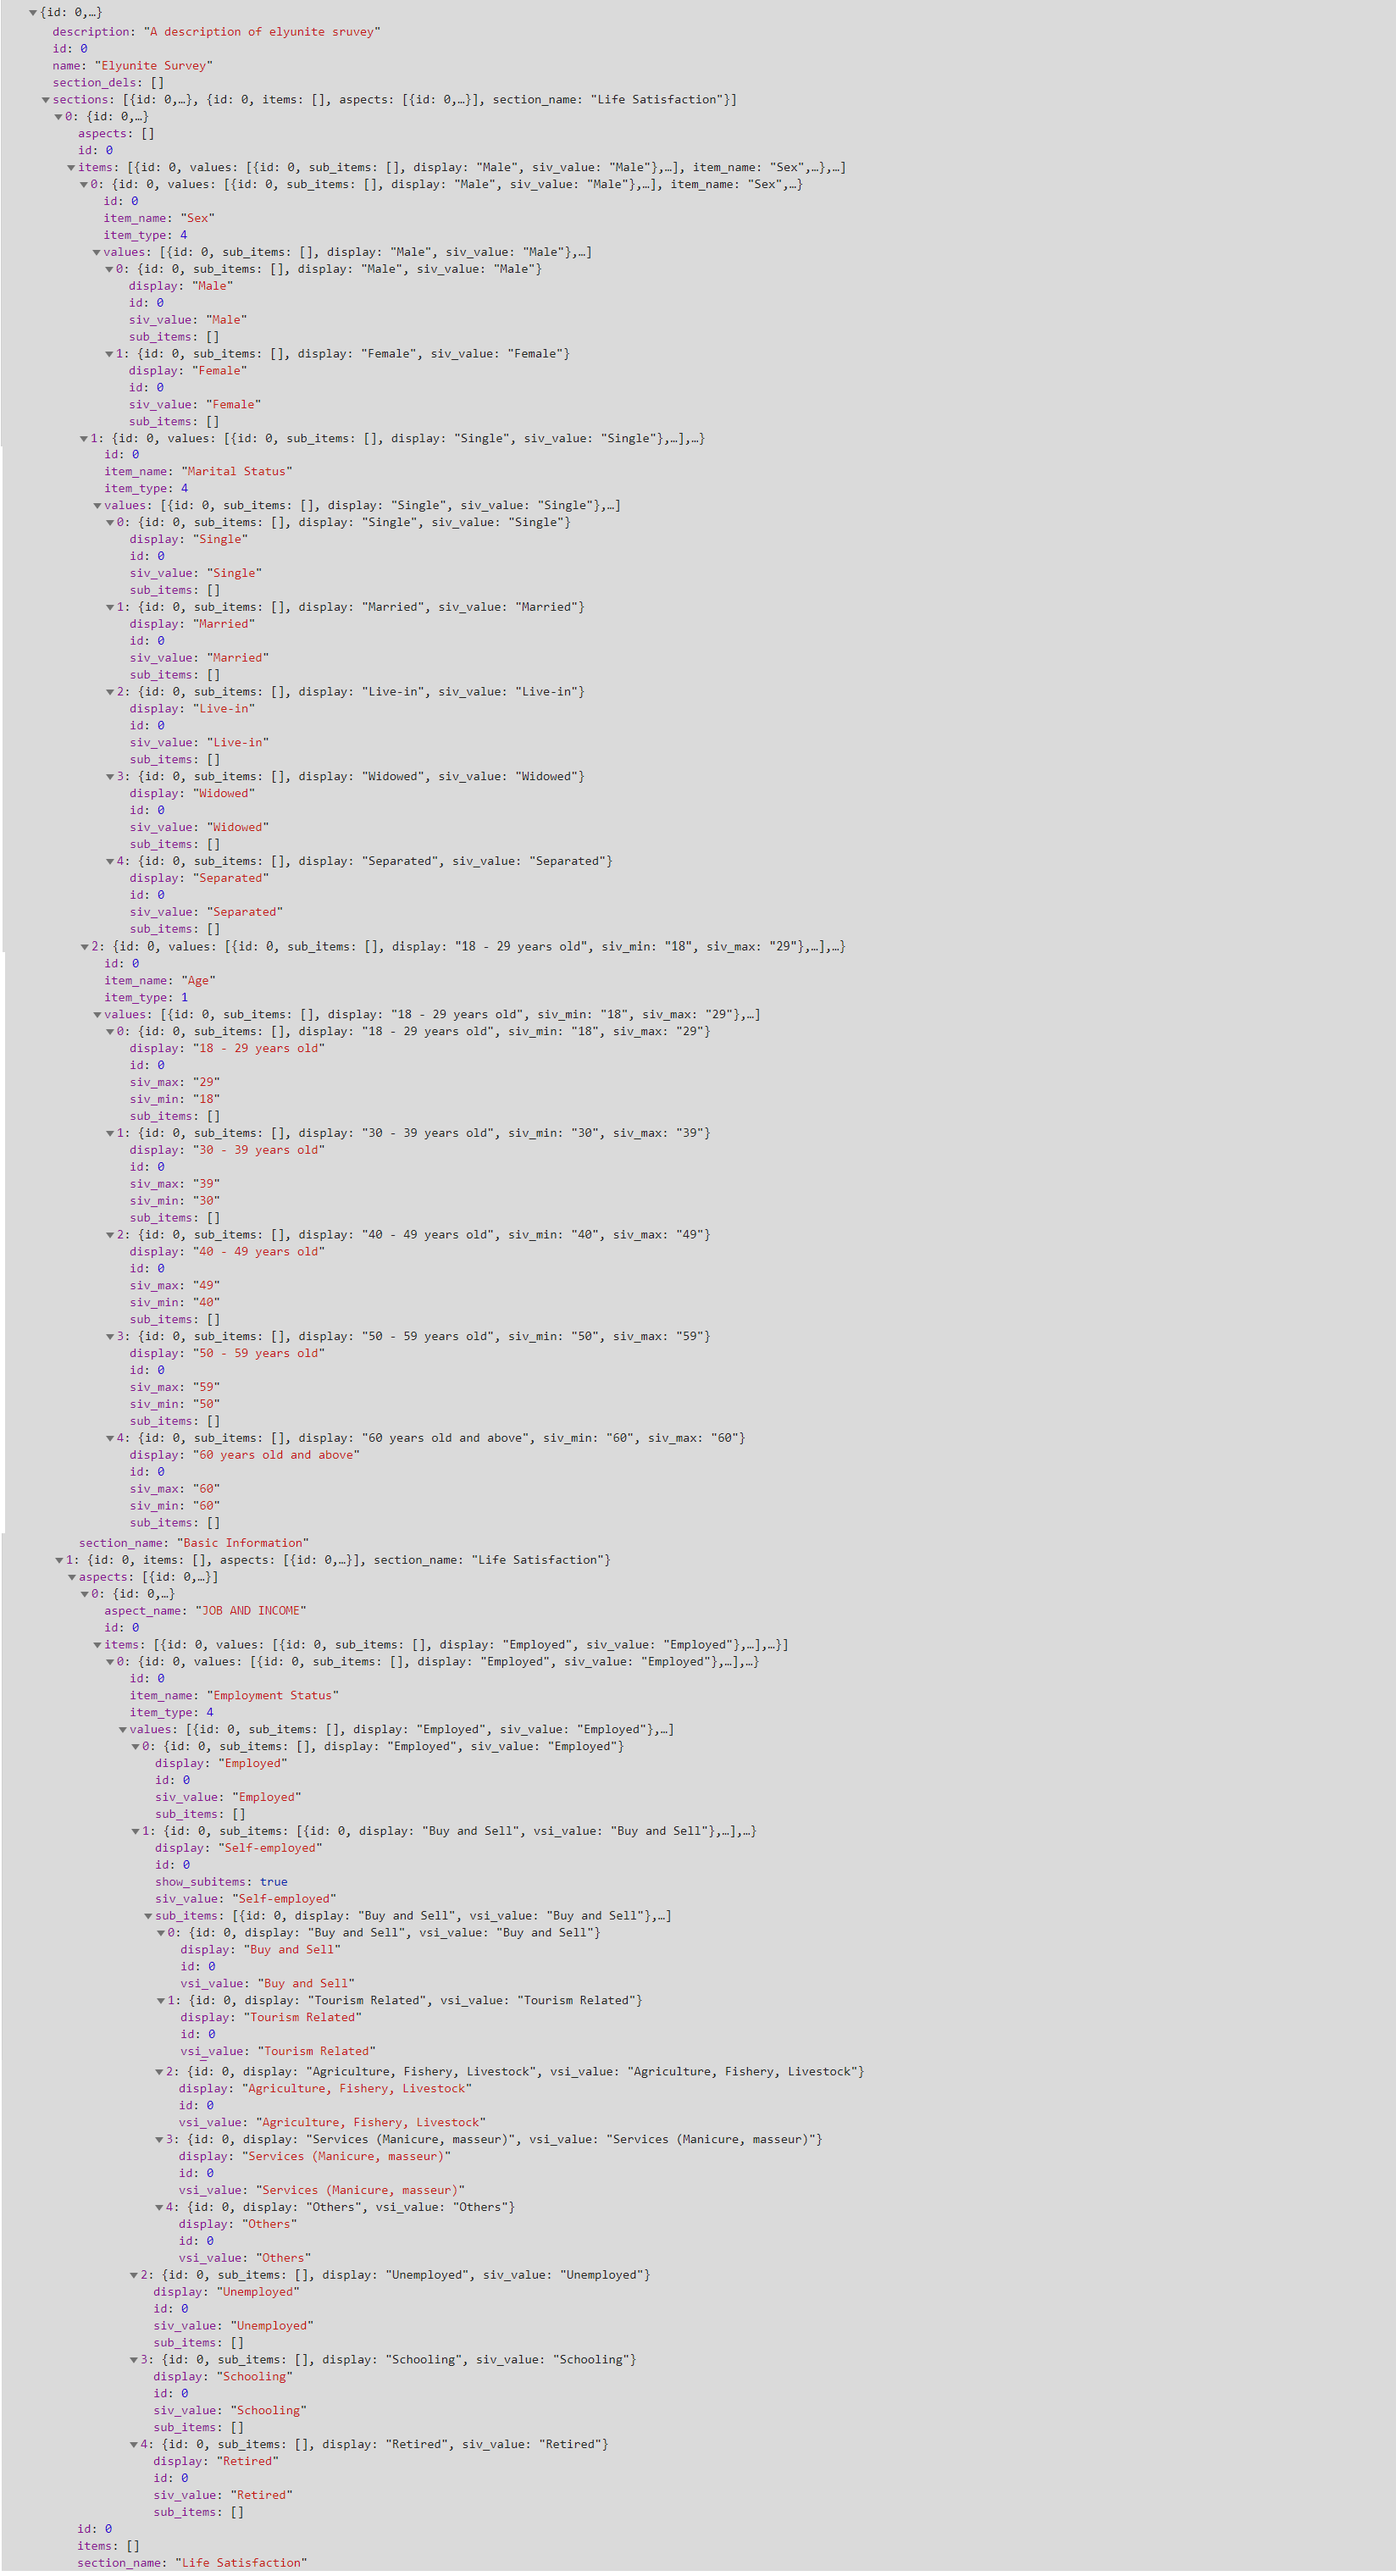 ▼{id: 0,…}
description: "A description of elyunite sruvey"
id: 0
name: "Elyunite Survey"
section_dels: []
▼sections: [{id: 0,…}, {id: 0, items: [], aspects: [{id: 0,…}], section_name: "Life Satisfaction"}]
▼0: {id: 0,…}
aspects: []
id: 0
▼items: [{id: 0, values: [{id: 0, sub_items: [], display: "Male", siv_value: "Male"},…], item_name: "Sex",…},…]
▼0: {id: 0, values: [{id: 0, sub_items: [], display: "Male", siv_value: "Male"},…], item_name: "Sex",…}
id: 0
item_name: "Sex"
item_type: 4
▼values: [{id: 0, sub_items: [], display: "Male", siv_value: "Male"},…]
▼0: {id: 0, sub_items: [], display: "Male", siv_value: "Male"}
display: "Male"
id: 0
siv_value: "Male"
sub_items: []
▼1: {id: 0, sub_items: [], display: "Female", siv_value: "Female"}
display: "Female"
id: 0
siv_value: "Female"
sub_items: []
▼1: {id: 0, values: [{id: 0, sub_items: [], display: "Single", siv_value: "Single"},…],…}
id: 0
item_name: "Marital Status"
item_type: 4
▼values: [{id: 0, sub_items: [], display: "Single", siv_value: "Single"},…]
▼0: {id: 0, sub_items: [], display: "Single", siv_value: "Single"}
display: "Single"
id: 0
siv_value: "Single"
sub_items: []
▼1: {id: 0, sub_items: [], display: "Married", siv_value: "Married"}
display: "Married"
id: 0
siv_value: "Married"
sub_items: []
▼2: {id: 0, sub_items: [], display: "Live-in", siv_value: "Live-in"}
display: "Live-in"
id: 0
siv_value: "Live-in"
sub_items: []
▼3: {id: 0, sub_items: [], display: "Widowed", siv_value: "Widowed"}
display: "Widowed"
id: 0
siv_value: "Widowed"
sub_items: []
▼4: {id: 0, sub_items: [], display: "Separated", siv_value: "Separated"}
display: "Separated"
id: 0
siv_value: "Separated"
sub_items: []
▼2: {id: 0, values: [{id: 0, sub_items: [], display: "18 - 29 years old", siv_min: "18", siv_max: "29"},…],…}
id: 0
item_name: "Age"
item_type: 1
▼values: [{id: 0, sub_items: [], display: "18 - 29 years old", siv_min: "18", siv_max: "29"},…]
▼0: {id: 0, sub_items: [], display: "18 - 29 years old", siv_min: "18", siv_max: "29"}
display: "18 - 29 years old"
id: 0
siv_max: "29"
siv_min: "18"
sub_items: []
▼1: {id: 0, sub_items: [], display: "30 - 39 years old", siv_min: "30", siv_max: "39"}
display: "30 - 39 years old"
id: 0
siv_max: "39"
siv_min: "30"
sub_items: []
▼2: {id: 0, sub_items: [], display: "40 - 49 years old", siv_min: "40", siv_max: "49"}
display: "40 - 49 years old"
id: 0
siv_max: "49"
siv_min: "40"
sub_items: []
▼3: {id: 0, sub_items: [], display: "50 - 59 years old", siv_min: "50", siv_max: "59"}
display: "50 - 59 years old"
id: 0
siv_max: "59"
siv_min: "50"
sub_items: []
▼4: {id: 0, sub_items: [], display: "60 years old and above", siv_min: "60", siv_max: "60"}
display: "60 years old and above"
id: 0
siv_max: "60"
siv_min: "60"
sub_items: []
section_name: "Basic Information"
▼1: {id: 0, items: [], aspects: [{id: 0,…}], section_name: "Life Satisfaction"}
▼aspects: [{id: 0,…}]
▼0: {id: 0,…}
aspect_name: "JOB AND INCOME"
id: 0
▼items: [{id: 0, values: [{id: 0, sub_items: [], display: "Employed", siv_value: "Employed"},…],…}]
▼0: {id: 0, values: [{id: 0, sub_items: [], display: "Employed", siv_value: "Employed"},…],…}
id: 0
item_name: "Employment Status"
item_type: 4
▼values: [{id: 0, sub_items: [], display: "Employed", siv_value: "Employed"},…]
▼0: {id: 0, sub_items: [], display: "Employed", siv_value: "Employed"}
display: "Employed"
id: 0
siv_value: "Employed"
sub_items: []
▼1: {id: 0, sub_items: [{id: 0, display: "Buy and Sell", vsi_value: "Buy and Sell"},…],…}
display: "Self-employed"
id: 0
show_subitems: true
siv_value: "Self-employed"
▼sub_items: [{id: 0, display: "Buy and Sell", vsi_value: "Buy and Sell"},…]
▼0: {id: 0, display: "Buy and Sell", vsi_value: "Buy and Sell"}
display: "Buy and Sell"
id: 0
vsi_value: "Buy and Sell"
▼1: {id: 0, display: "Tourism Related", vsi_value: "Tourism Related"}
display: "Tourism Related"
id: 0
vsi_value: "Tourism Related"
▼2: {id: 0, display: "Agriculture, Fishery, Livestock", vsi_value: "Agriculture, Fishery, Livestock"}
display: "Agriculture, Fishery, Livestock"
id: 0
vsi_value: "Agriculture, Fishery, Livestock"
▼3: {id: 0, display: "Services (Manicure, masseur)", vsi_value: "Services (Manicure, masseur)"}
display: "Services (Manicure, masseur)"
id: 0
vsi_value: "Services (Manicure, masseur)"
▼4: {id: 0, display: "Others", vsi_value: "Others"}
display: "Others"
id: 0
vsi_value: "Others"
▼2: {id: 0, sub_items: [], display: "Unemployed", siv_value: "Unemployed"}
display: "Unemployed"
id: 0
siv_value: "Unemployed"
sub_items: []
▼3: {id: 0, sub_items: [], display: "Schooling", siv_value: "Schooling"}
display: "Schooling"
id: 0
siv_value: "Schooling"
sub_items: []
▼4: {id: 0, sub_items: [], display: "Retired", siv_value: "Retired"}
display: "Retired"
id: 0
siv_value: "Retired"
sub_items: []
id: 0
items: []
section_name: "Life Satisfaction"